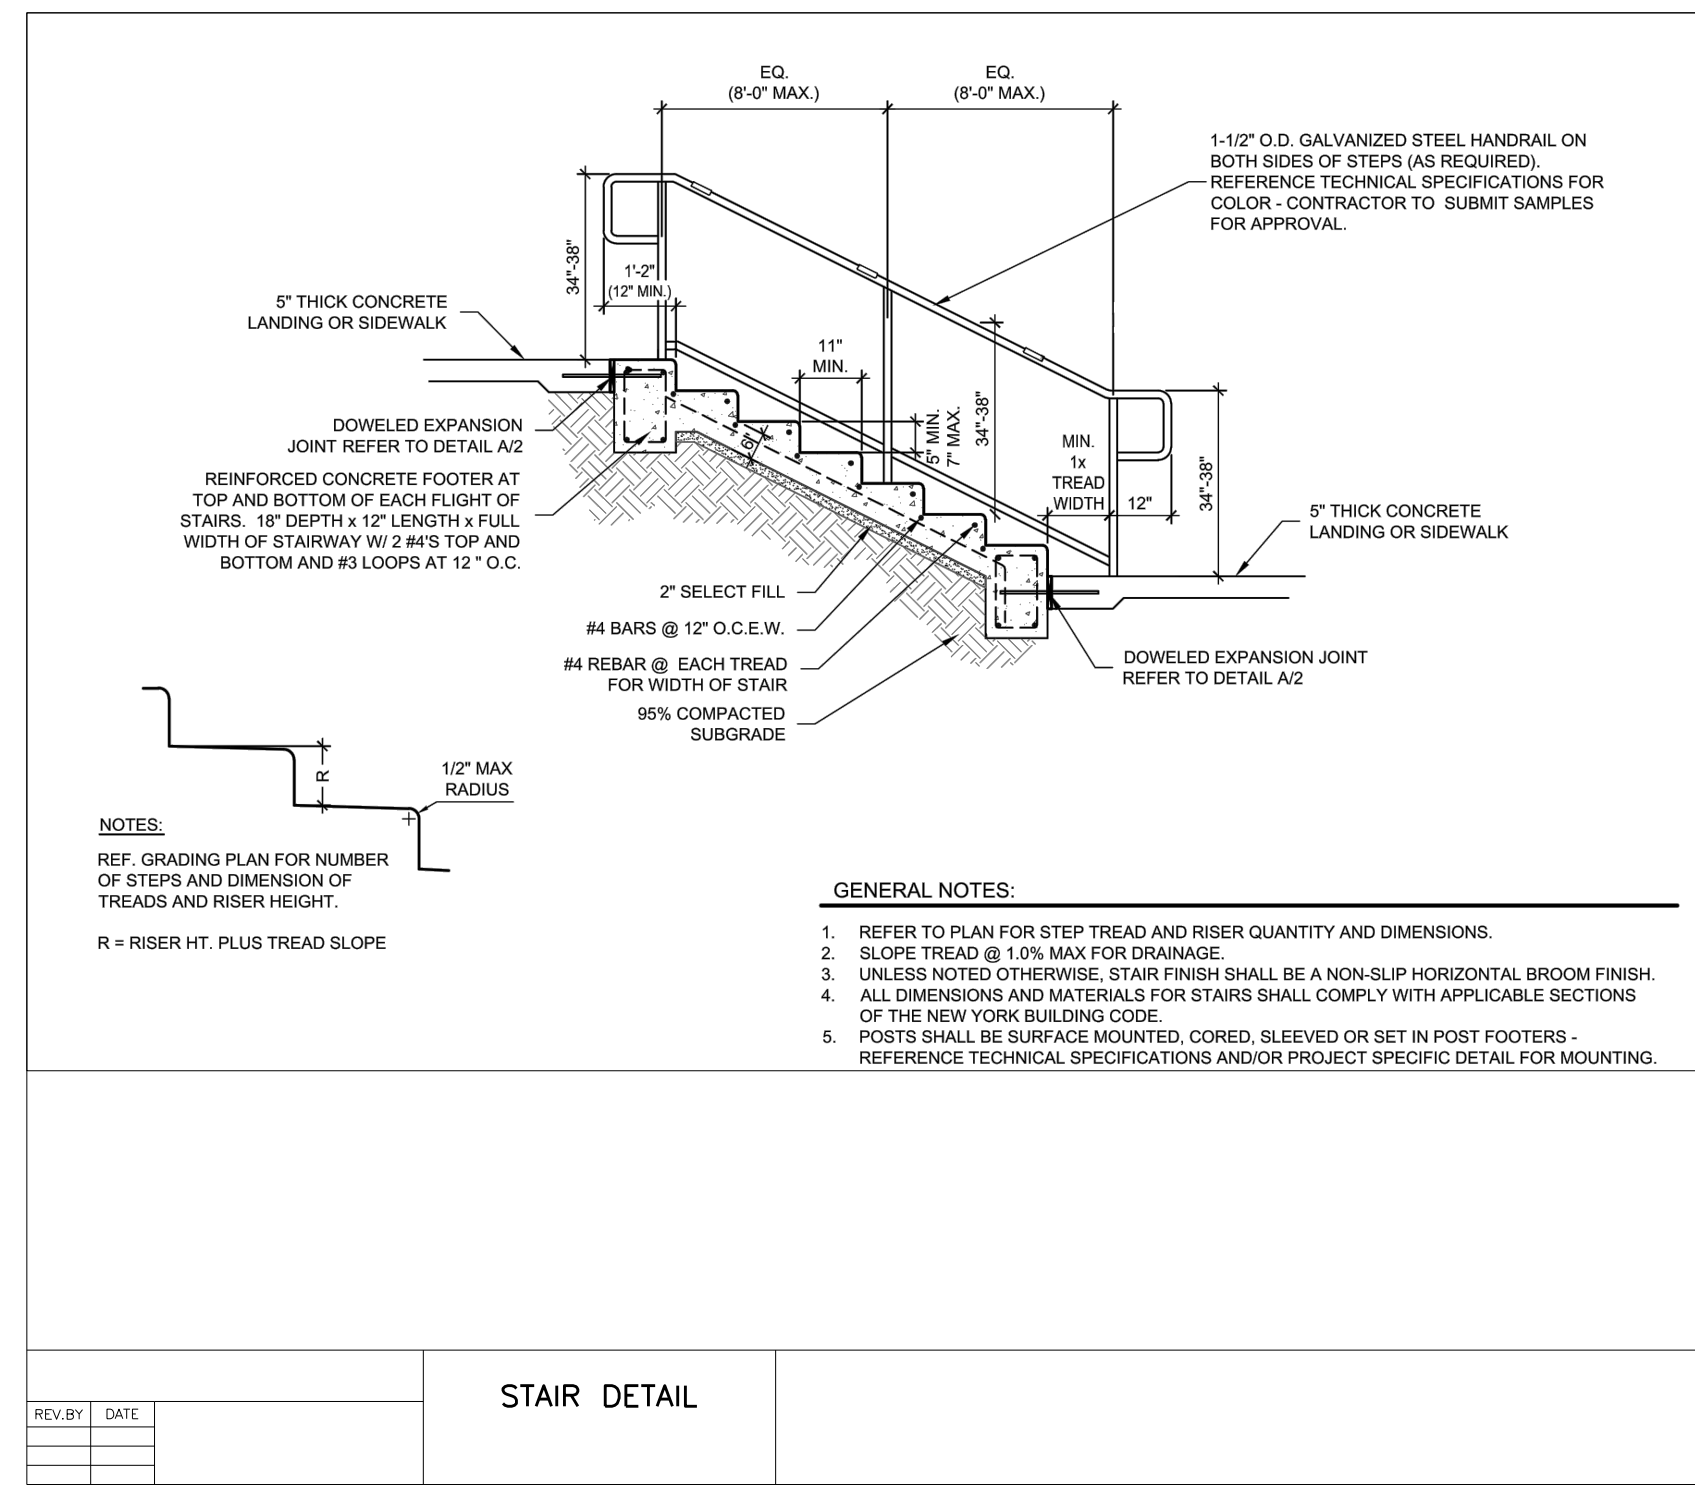 EQ.
(8'-0" MAX.)
EQ.
(8'-0" MAX.)
1-1/2" O.D. GALVANIZED STEEL HANDRAIL ON
BOTH SIDES OF STEPS (AS REQUIRED).
REFERENCE TECHNICAL SPECIFICATIONS FOR
COLOR - CONTRACTOR TO SUBMIT SAMPLES
FOR APPROVAL.
34"-38"
1'-2"
(12" MIN.)
5" THICK CONCRETE
LANDING OR SIDEWALK
11"
MIN.
DOWELED EXPANSION
JOINT REFER TO DETAIL A/2
6"
5" MIN.
7" MAX.
34"-38"
MIN.
1x
TREAD
WIDTH
12"
34"-38"
REINFORCED CONCRETE FOOTER AT
TOP AND BOTTOM OF EACH FLIGHT OF
STAIRS. 18" DEPTH x 12" LENGTH x FULL
WIDTH OF STAIRWAY W/ 2 #4'S TOP AND
BOTTOM AND #3 LOOPS AT 12 " O.C.
5" THICK CONCRETE
LANDING OR SIDEWALK
2" SELECT FILL
#4 BARS @ 12" O.C.E.W.
#4 REBAR @ EACH TREAD
FOR WIDTH OF STAIR
95% COMPACTED
SUBGRADE
DOWELED EXPANSION JOINT
REFER TO DETAIL A/2
R
1/2" MAX
RADIUS
NOTES:
REF. GRADING PLAN FOR NUMBER
OF STEPS AND DIMENSION OF
TREADS AND RISER HEIGHT.
R = RISER HT. PLUS TREAD SLOPE
GENERAL NOTES:
1. REFER TO PLAN FOR STEP TREAD AND RISER QUANTITY AND DIMENSIONS.
2. SLOPE TREAD @ 1.0% MAX FOR DRAINAGE.
3. UNLESS NOTED OTHERWISE, STAIR FINISH SHALL BE A NON-SLIP HORIZONTAL BROOM FINISH.
4. ALL DIMENSIONS AND MATERIALS FOR STAIRS SHALL COMPLY WITH APPLICABLE SECTIONS
OF THE NEW YORK BUILDING CODE.
5. POSTS SHALL BE SURFACE MOUNTED, CORED, SLEEVED OR SET IN POST FOOTERS -
REFERENCE TECHNICAL SPECIFICATIONS AND/OR PROJECT SPECIFIC DETAIL FOR MOUNTING.
STAIR DETAIL
REV.BY DATE